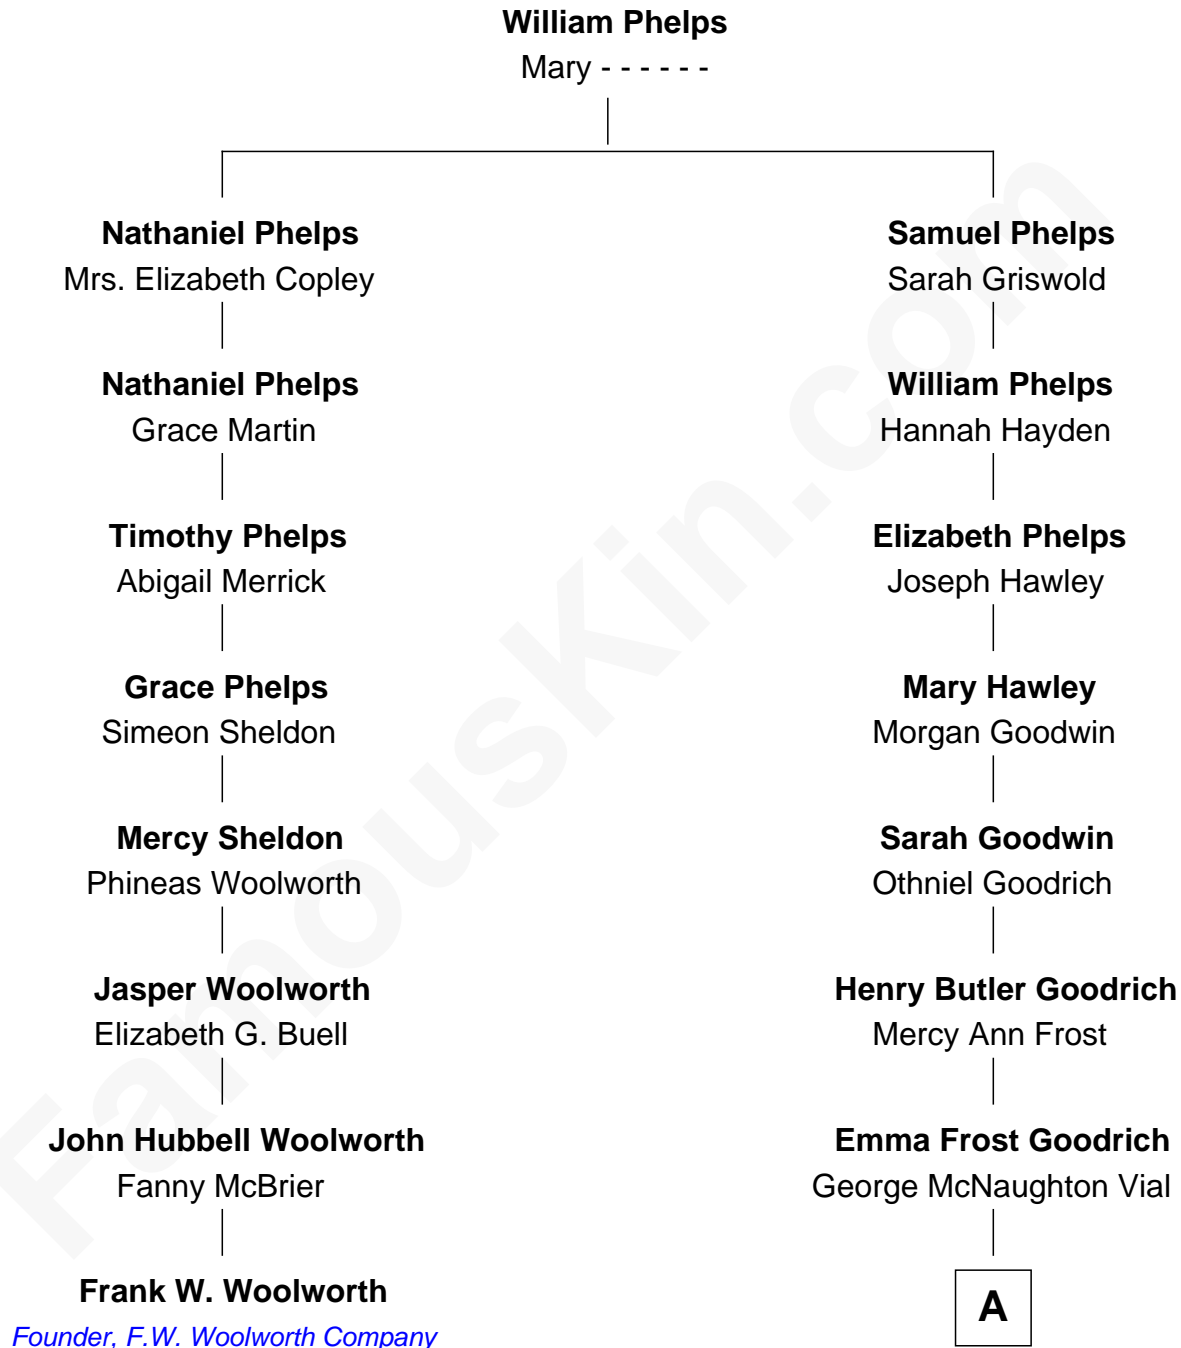 William Phelps
Mary - - - - - -
Nathaniel Phelps
Mrs. Elizabeth Copley
Samuel Phelps
Sarah Griswold
Nathaniel Phelps
Grace Martin
William Phelps
Hannah Hayden
Timothy Phelps
Abigail Merrick
Elizabeth Phelps
Joseph Hawley
Grace Phelps
Simeon Sheldon
Mary Hawley
Morgan Goodwin
Mercy Sheldon
Phineas Woolworth
Sarah Goodwin
Othniel Goodrich
Jasper Woolworth
Elizabeth G. Buell
Henry Butler Goodrich
Mercy Ann Frost
John Hubbell Woolworth
Fanny McBrier
Emma Frost Goodrich
George McNaughton Vial
Frank W. Woolworth
Founder, F.W. Woolworth Company
A
FamousKin.com